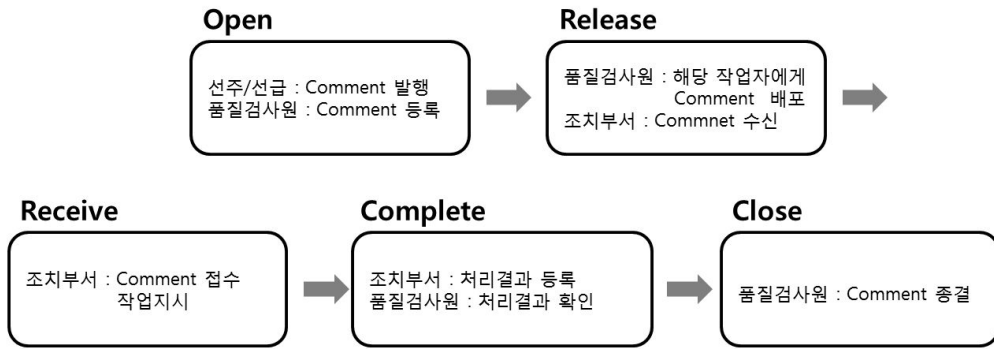 Open
선주/선급 : Comment 발행
품질검사원 : Comment 등록
Release
품질검사원 : 해당 작업자에게
Comment 배포
조치부서 : Commnet 수신
Receive
조치부서 : Comment 접수
작업지시
Complete
조치부서 : 처리결과 등록
품질검사원 : 처리결과 확인
Close
품질검사원 : Comment 종결